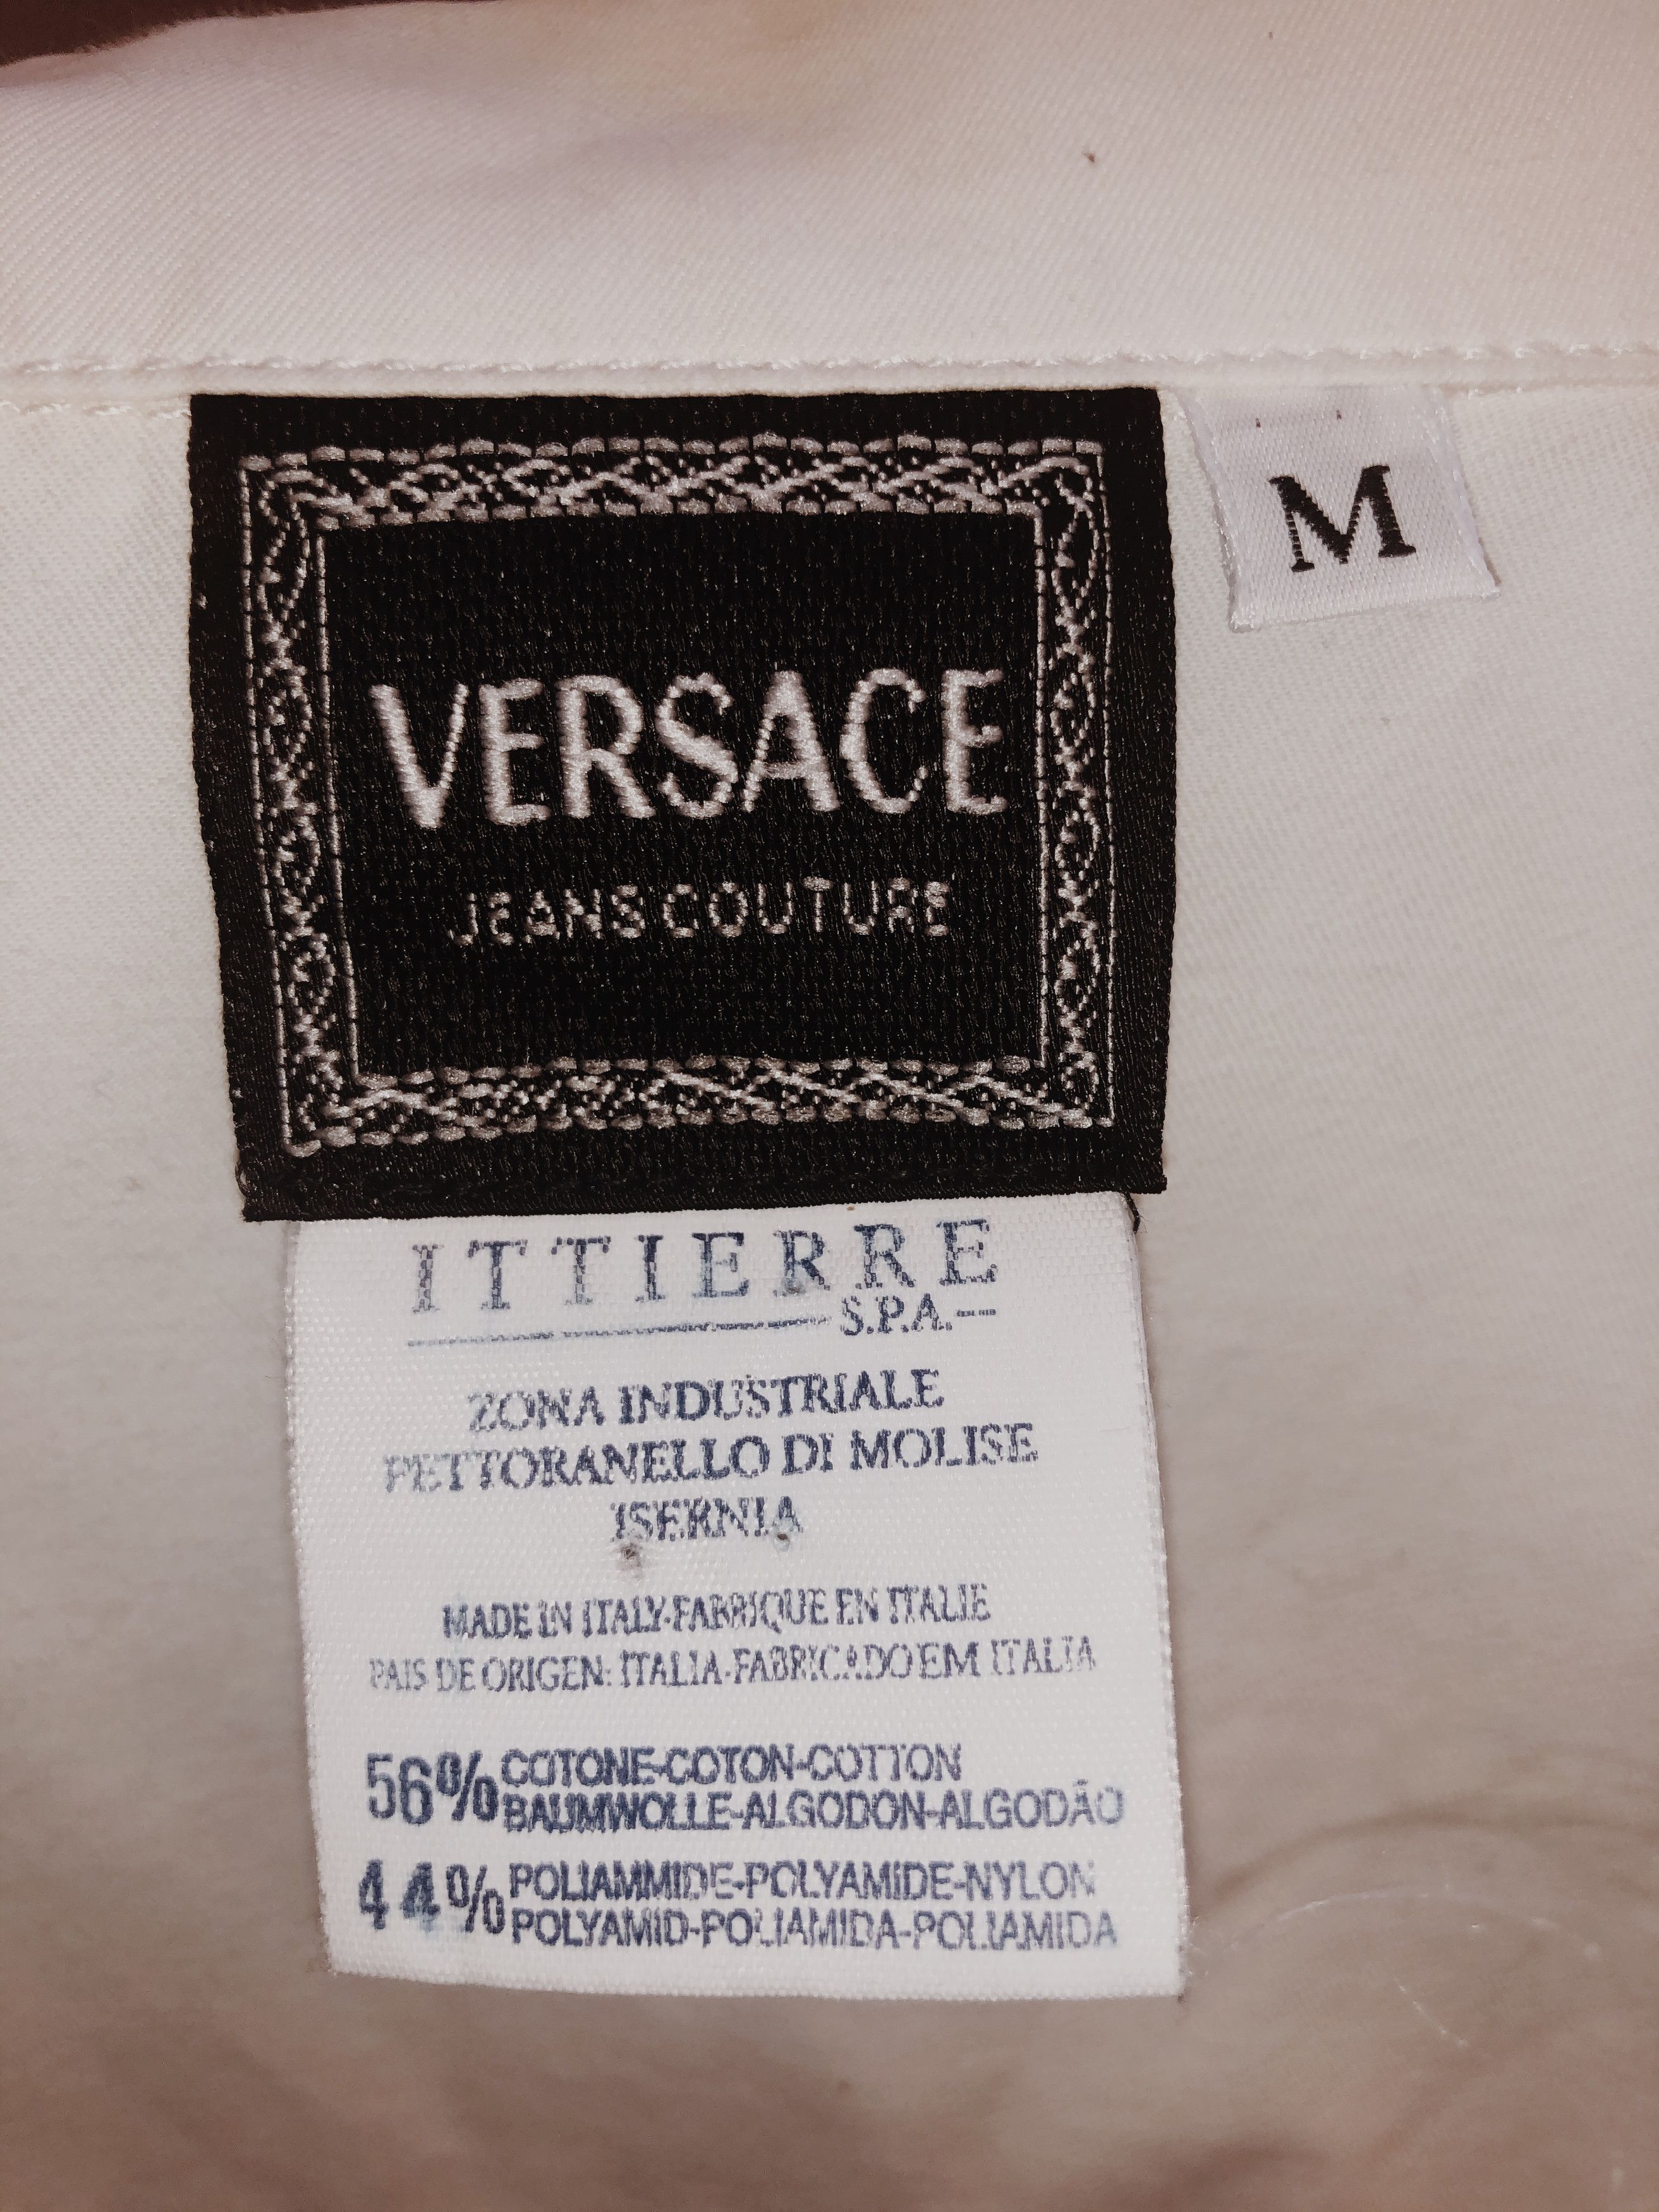 VERSACE
JEANS COUTURE
M
ITTIERRE
S.P.A.
ZONA INDUSTRIALE
PETTORANELLO DI MOLISE
ISERNIA
MADE IN ITALY-FABRIQUE EN ITALIE
PAIS DE ORIGEN: ITALIA-FABRICADO EM ITALIA
56% COTONE-COTON-COTTON
BAUMWOLLE-ALGODON-ALGODÃO
44% POLIAMMIDE-POLYAMIDE-NYLON
POLYAMID-POLIAMIDA-POLIAMIDA